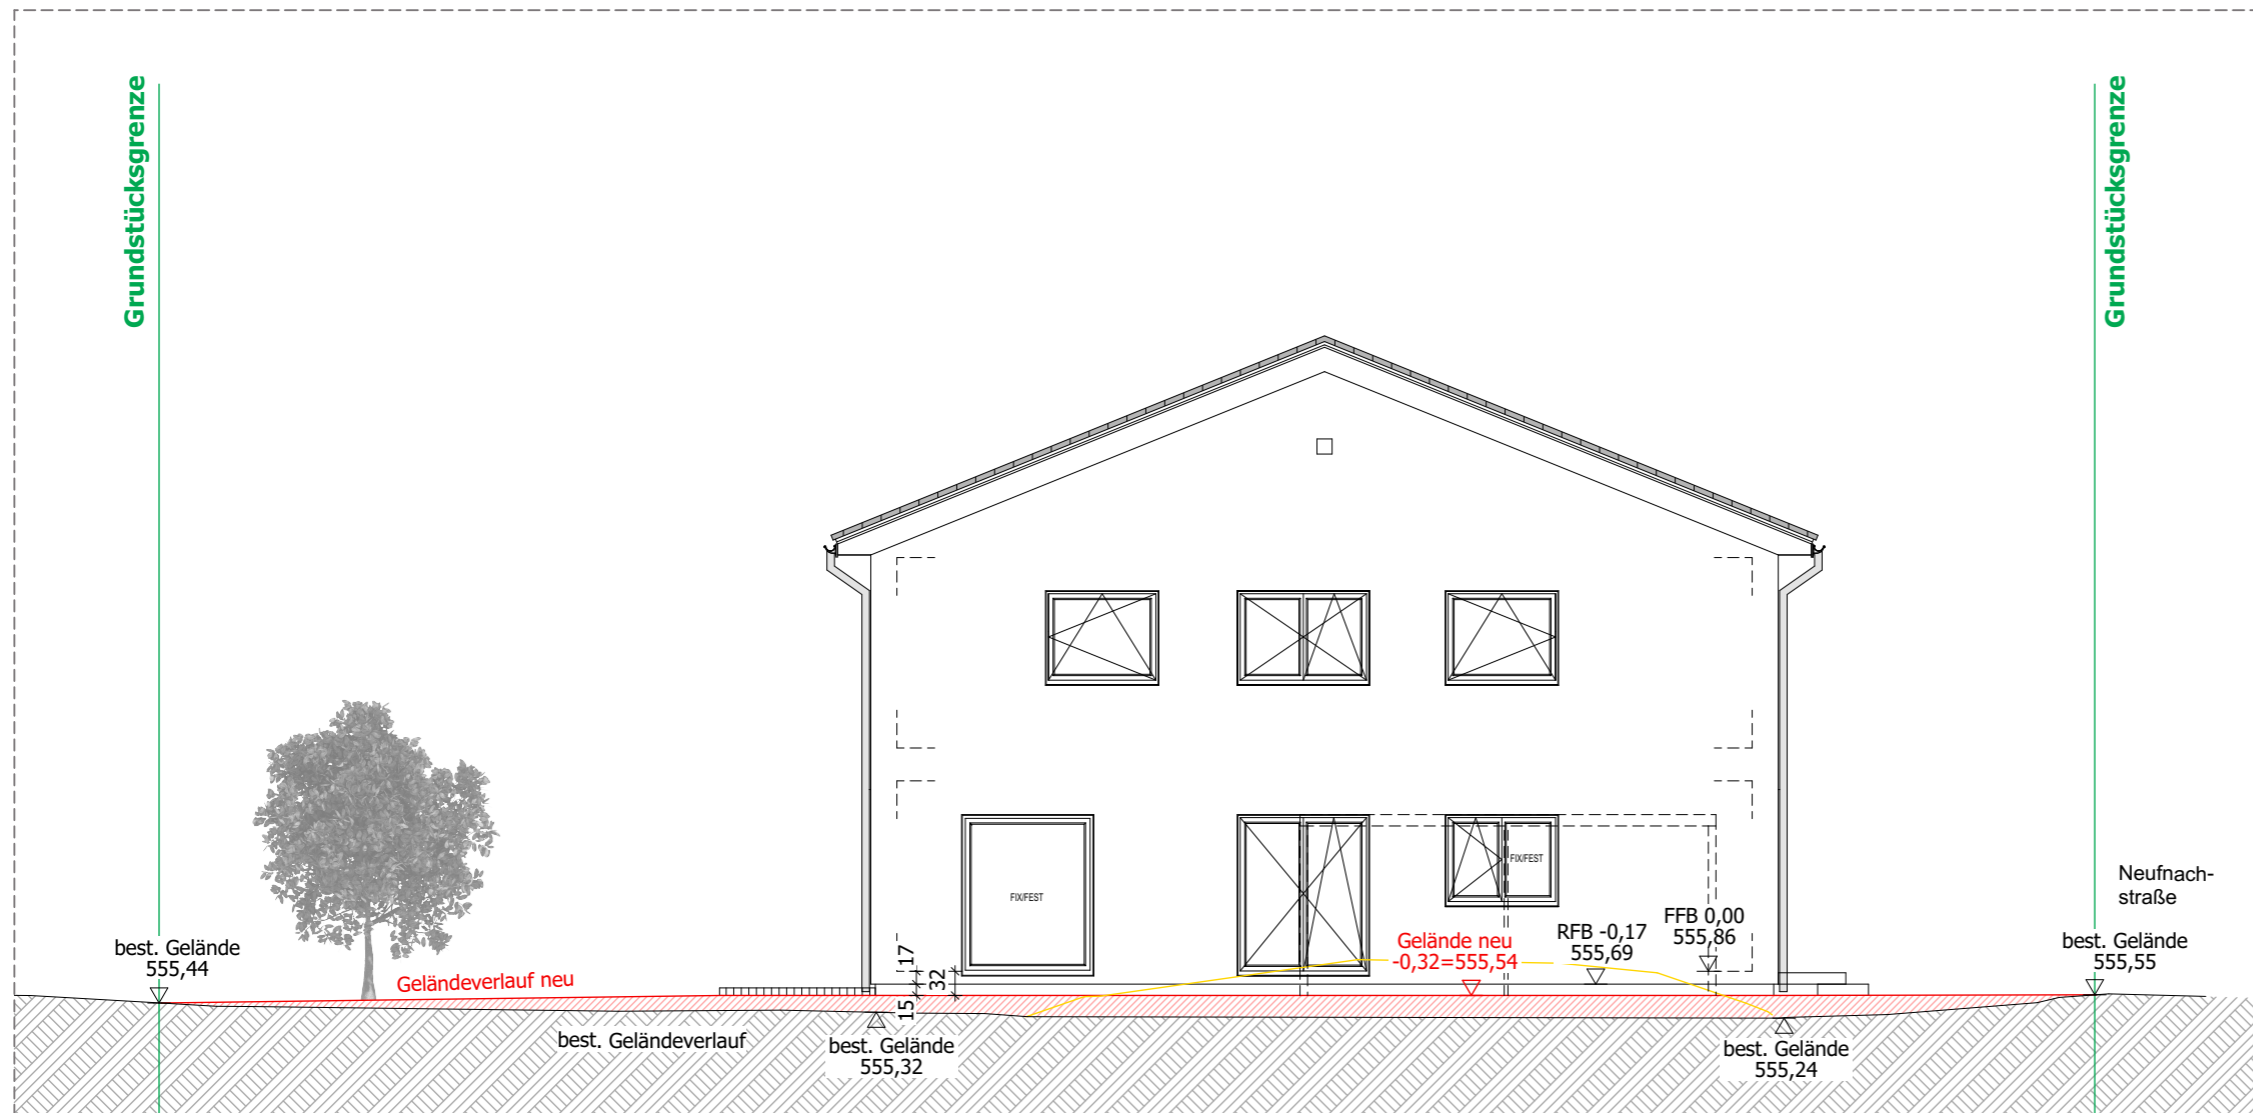 Grundstücksgrenze
Grundstücksgrenze
FIX/FEST
FIX/FEST
Neufnach-
straße
best. Gelände
555,44
Geländeverlauf neu
17
32
15
Gelände neu
-0,32=555,54
RFB -0,17
555,69
FFB 0,00
555,86
best. Gelände
555,55
best. Geländeverlauf
best. Gelände
555,32
best. Gelände
555,24